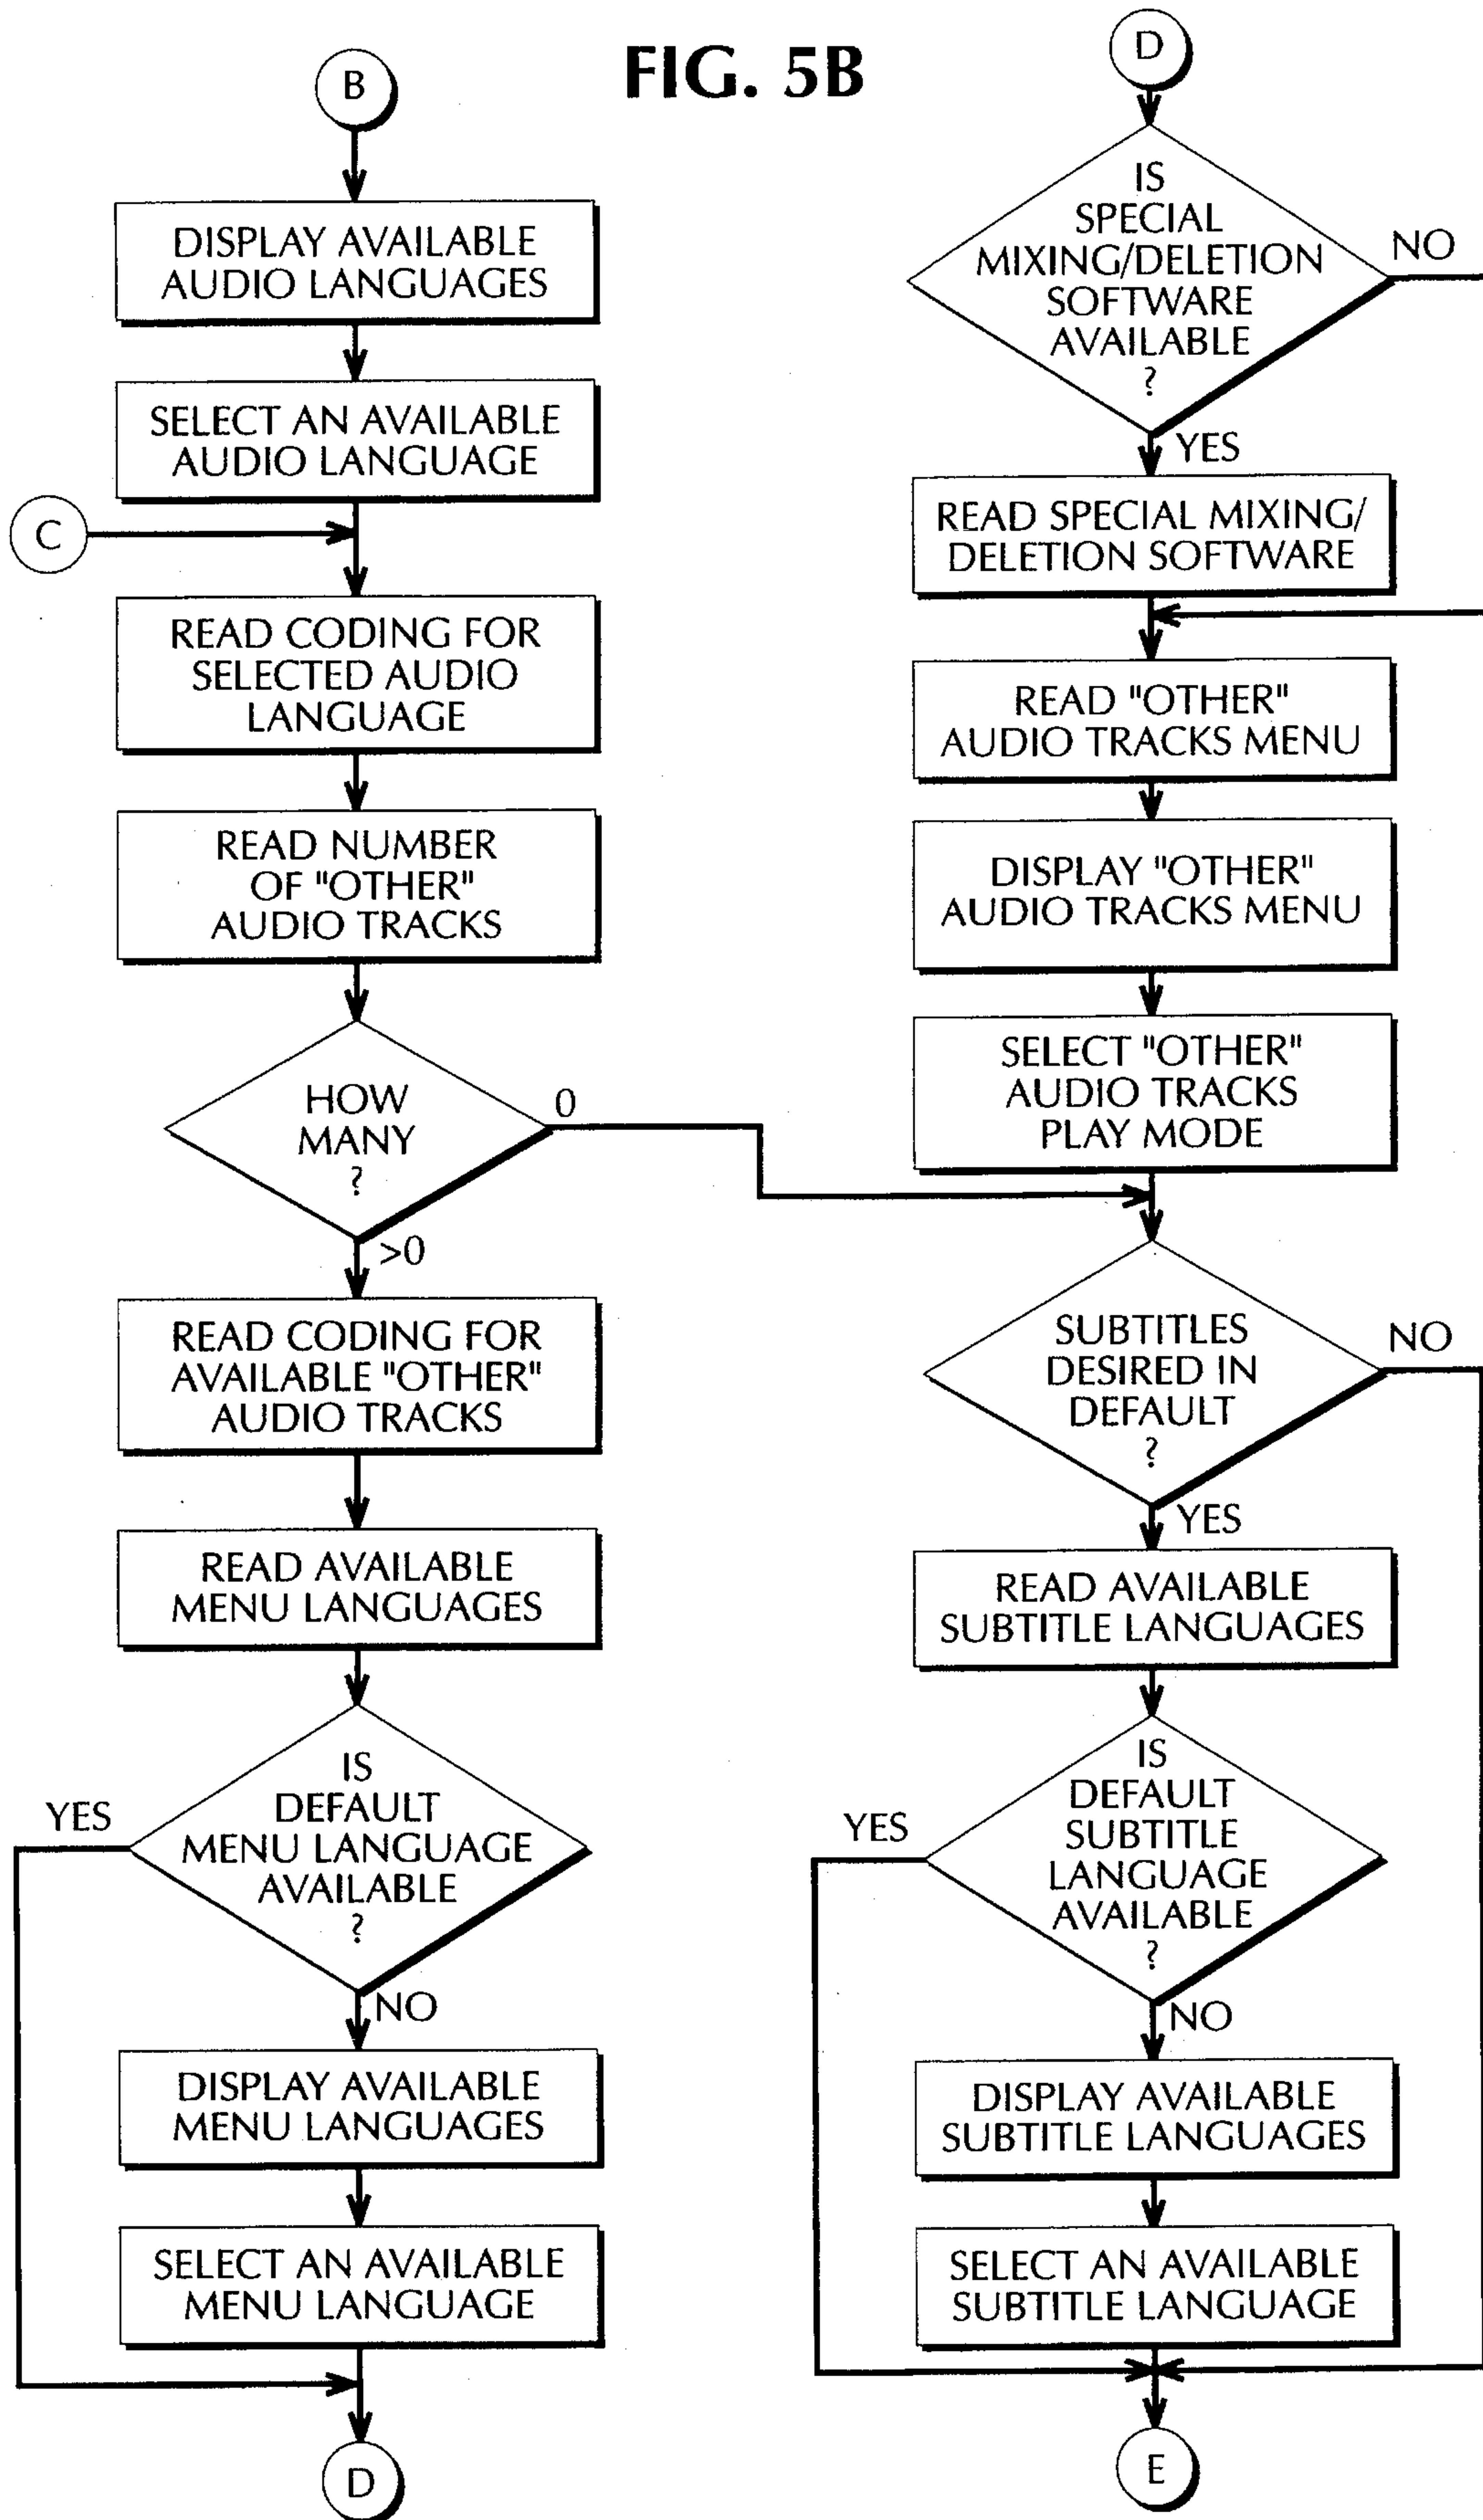 FIG. 5B
B
DISPLAY AVAILABLE
AUDIO LANGUAGES
SELECT AN AVAILABLE
AUDIO LANGUAGE
C
READ CODING FOR
SELECTED AUDIO
LANGUAGE
READ NUMBER
OF "OTHER"
AUDIO TRACKS
HOW
MANY
?
0
>0
READ CODING FOR
AVAILABLE "OTHER"
AUDIO TRACKS
READ AVAILABLE
MENU LANGUAGES
IS
DEFAULT
MENU LANGUAGE
AVAILABLE
?
YES
NO
DISPLAY AVAILABLE
MENU LANGUAGES
SELECT AN AVAILABLE
MENU LANGUAGE
D
D
IS
SPECIAL
MIXING/DELETION
SOFTWARE
AVAILABLE
?
NO
YES
READ SPECIAL MIXING/
DELETION SOFTWARE
READ "OTHER"
AUDIO TRACKS MENU
DISPLAY "OTHER"
AUDIO TRACKS MENU
SELECT "OTHER"
AUDIO TRACKS
PLAY MODE
SUBTITLES
DESIRED IN
DEFAULT
?
NO
YES
READ AVAILABLE
SUBTITLE LANGUAGES
IS
DEFAULT
SUBTITLE
LANGUAGE
AVAILABLE
?
YES
NO
DISPLAY AVAILABLE
SUBTITLE LANGUAGES
SELECT AN AVAILABLE
SUBTITLE LANGUAGE
E